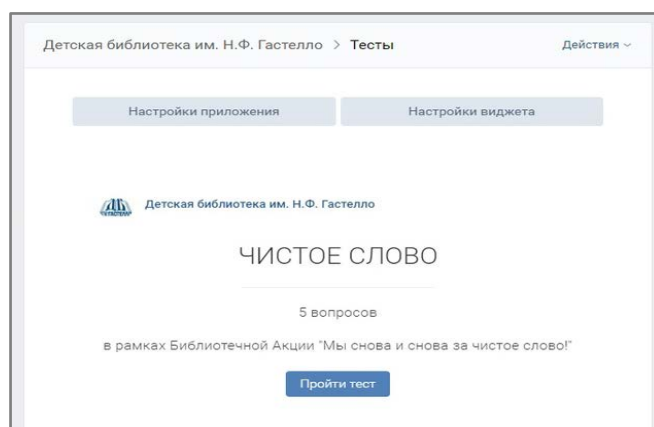 Детская библиотека им. Н.Ф. Гастелло > Тесты
Действия
Настройки приложения
Настройки виджета
Детская библиотека им. Н.Ф. Гастелло
ЧИСТОЕ СЛОВО
5 вопросов
в рамках Библиотечной Акции "Мы снова и снова за чистое слово!"
Пройти тест